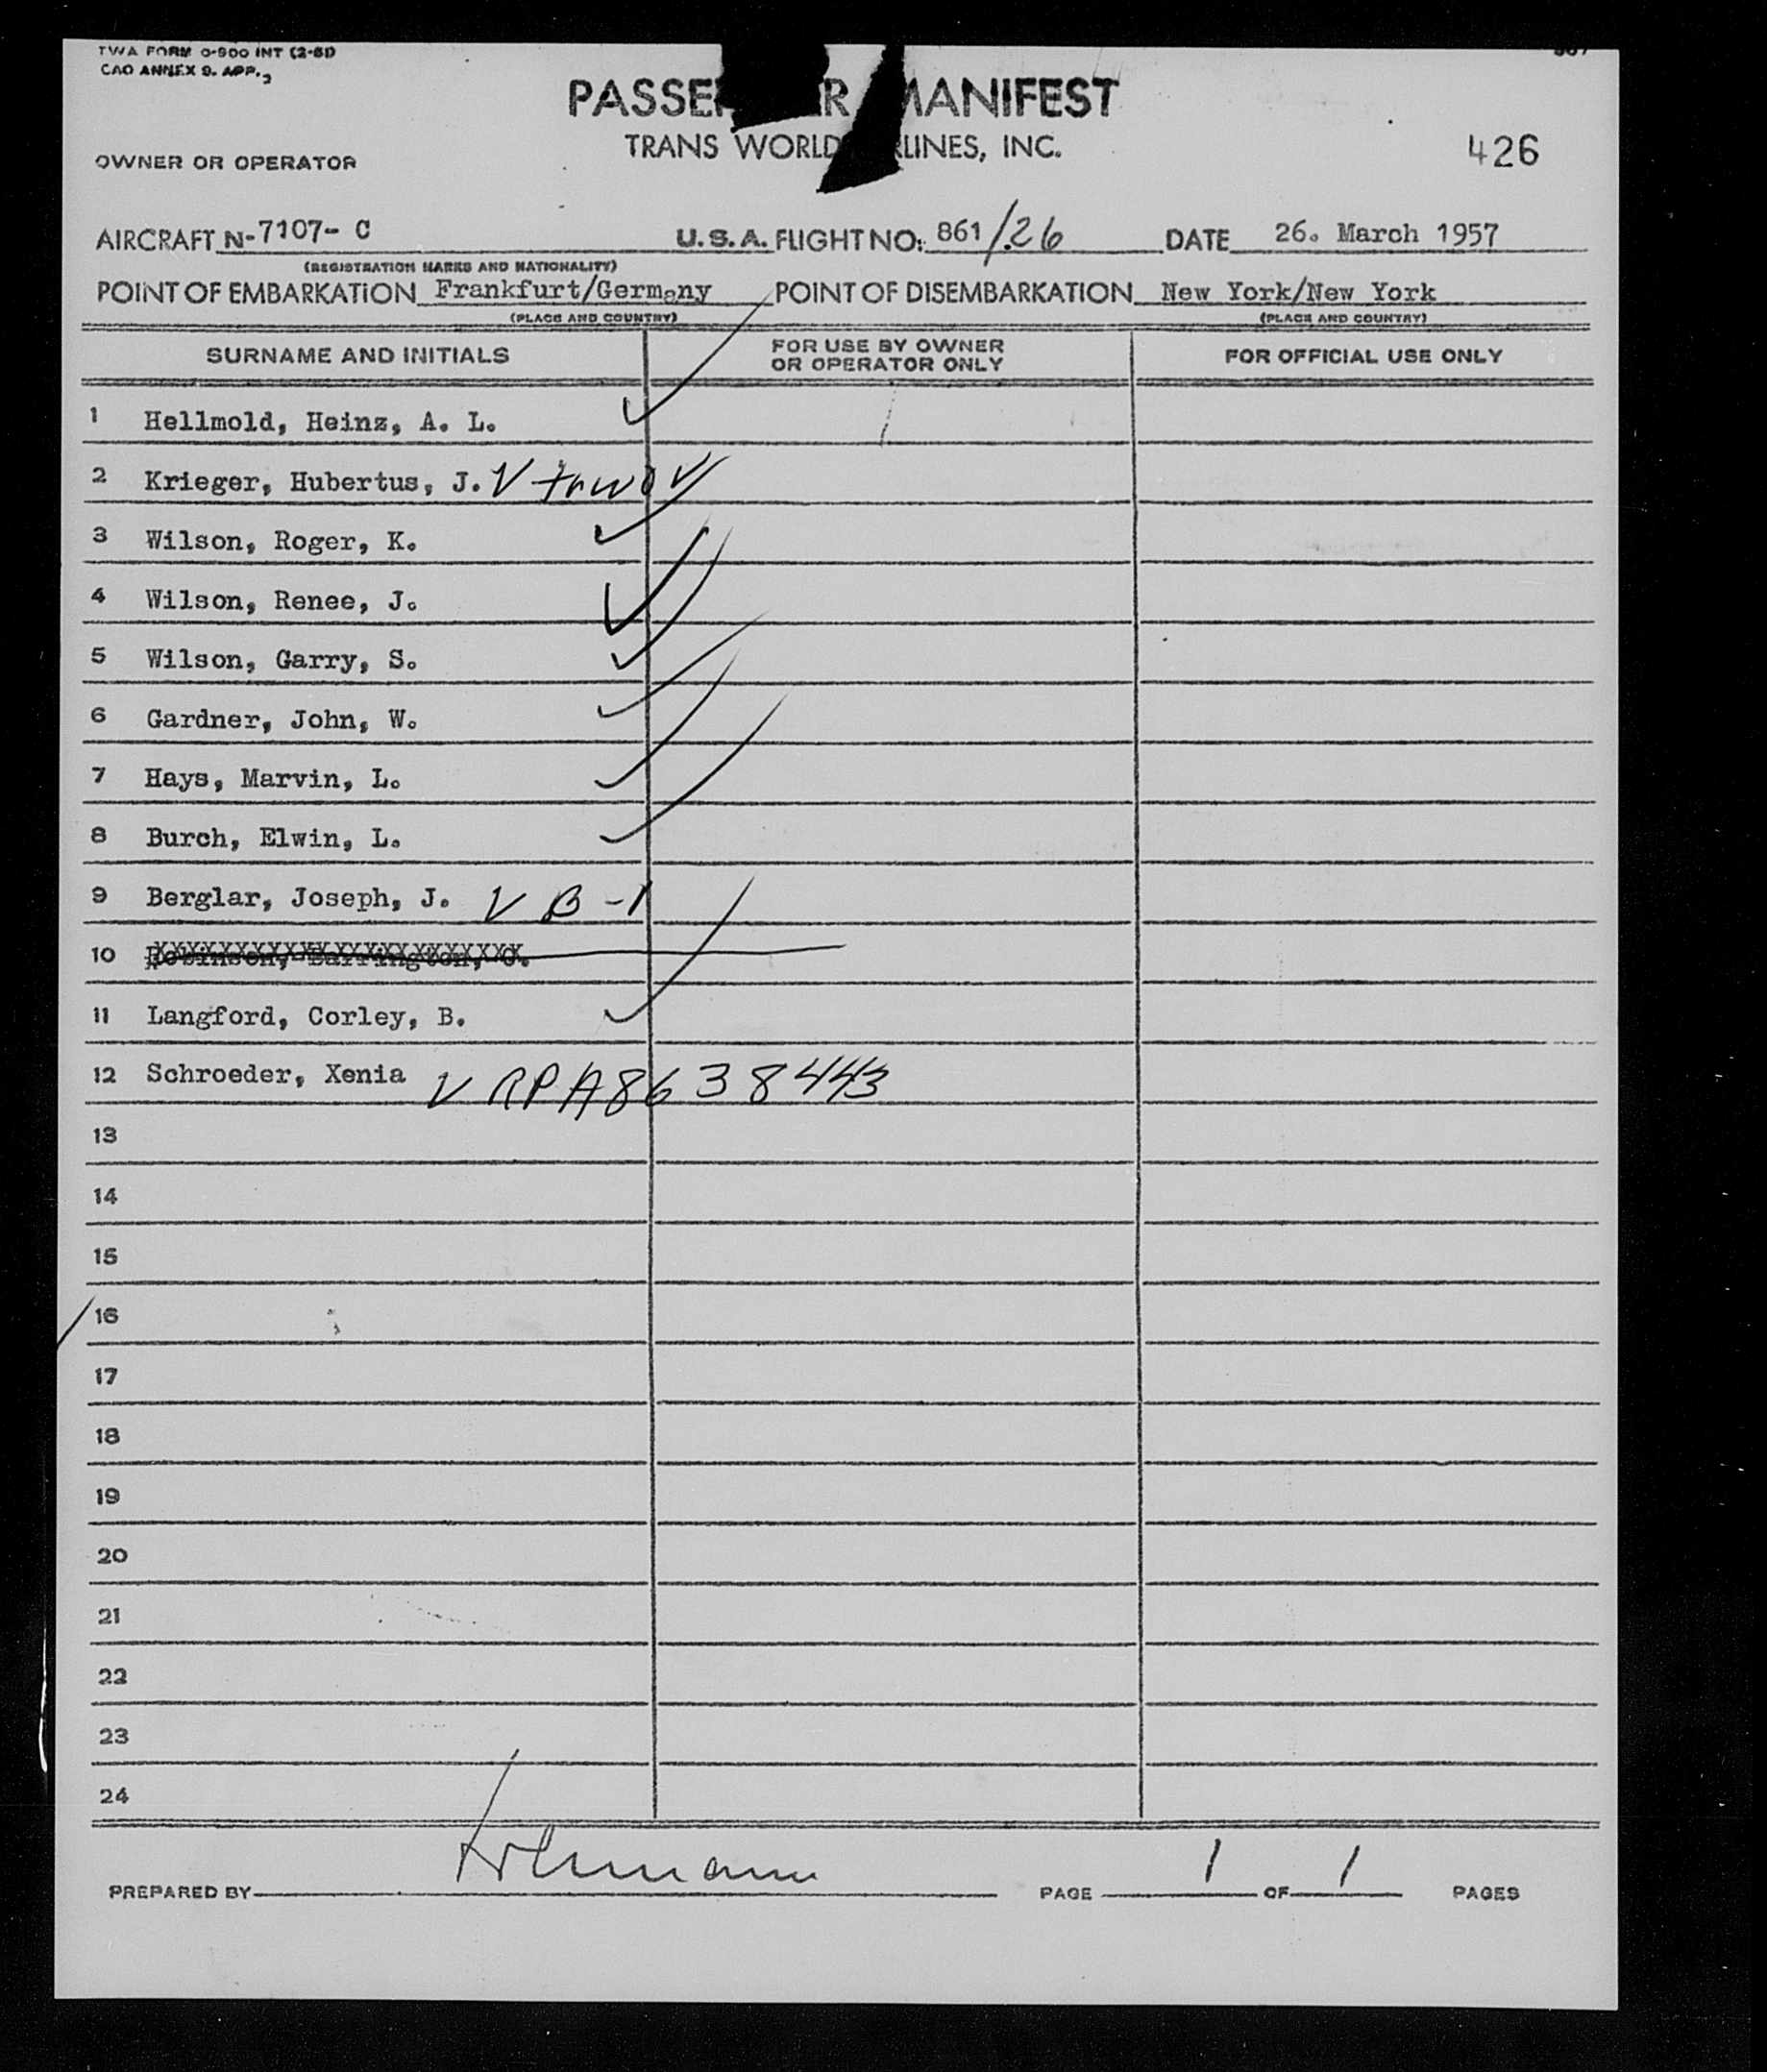 TWA FORM O-900 INT (2-51)
CAO ANNEX 9. APP. 3
PASSE R MANIFEST
TRANS WORLD RLINES, INC.
426
OWNER OR OPERATOR
AIRCRAFT N-7107- C U.S.A. FLIGHT NO: 861/26 DATE 26. March 1957
(REGISTRATION MARKS AND NATIONALITY)
POINT OF EMBARKATION Frankfurt/Germany POINT OF DISEMBARKATION New York/New York
(PLACE AND COUNTRY) (PLACE AND COUNTRY)
SURNAME AND INITIALS FOR USE BY OWNER OR OPERATOR ONLY FOR OFFICIAL USE ONLY
1 Hellmold, Heinz, A. L.
2 Krieger, Hubertus, J. V
3 Wilson, Roger, K.
4 Wilson, Renee, J.
5 Wilson, Garry, S.
6 Gardner, John, W.
7 Hays, Marvin, L.
8 Burch, Elwin, L.
9 Berglar, Joseph, J. V B-1
10 Robinson, Barrington, C.
11 Langford, Corley, B.
12 Schroeder, Xenia V RPA8638443
13
14
15
16
17
18
19
20
21
22
23
24
PREPARED BY PAGE 1 OF 1 PAGES